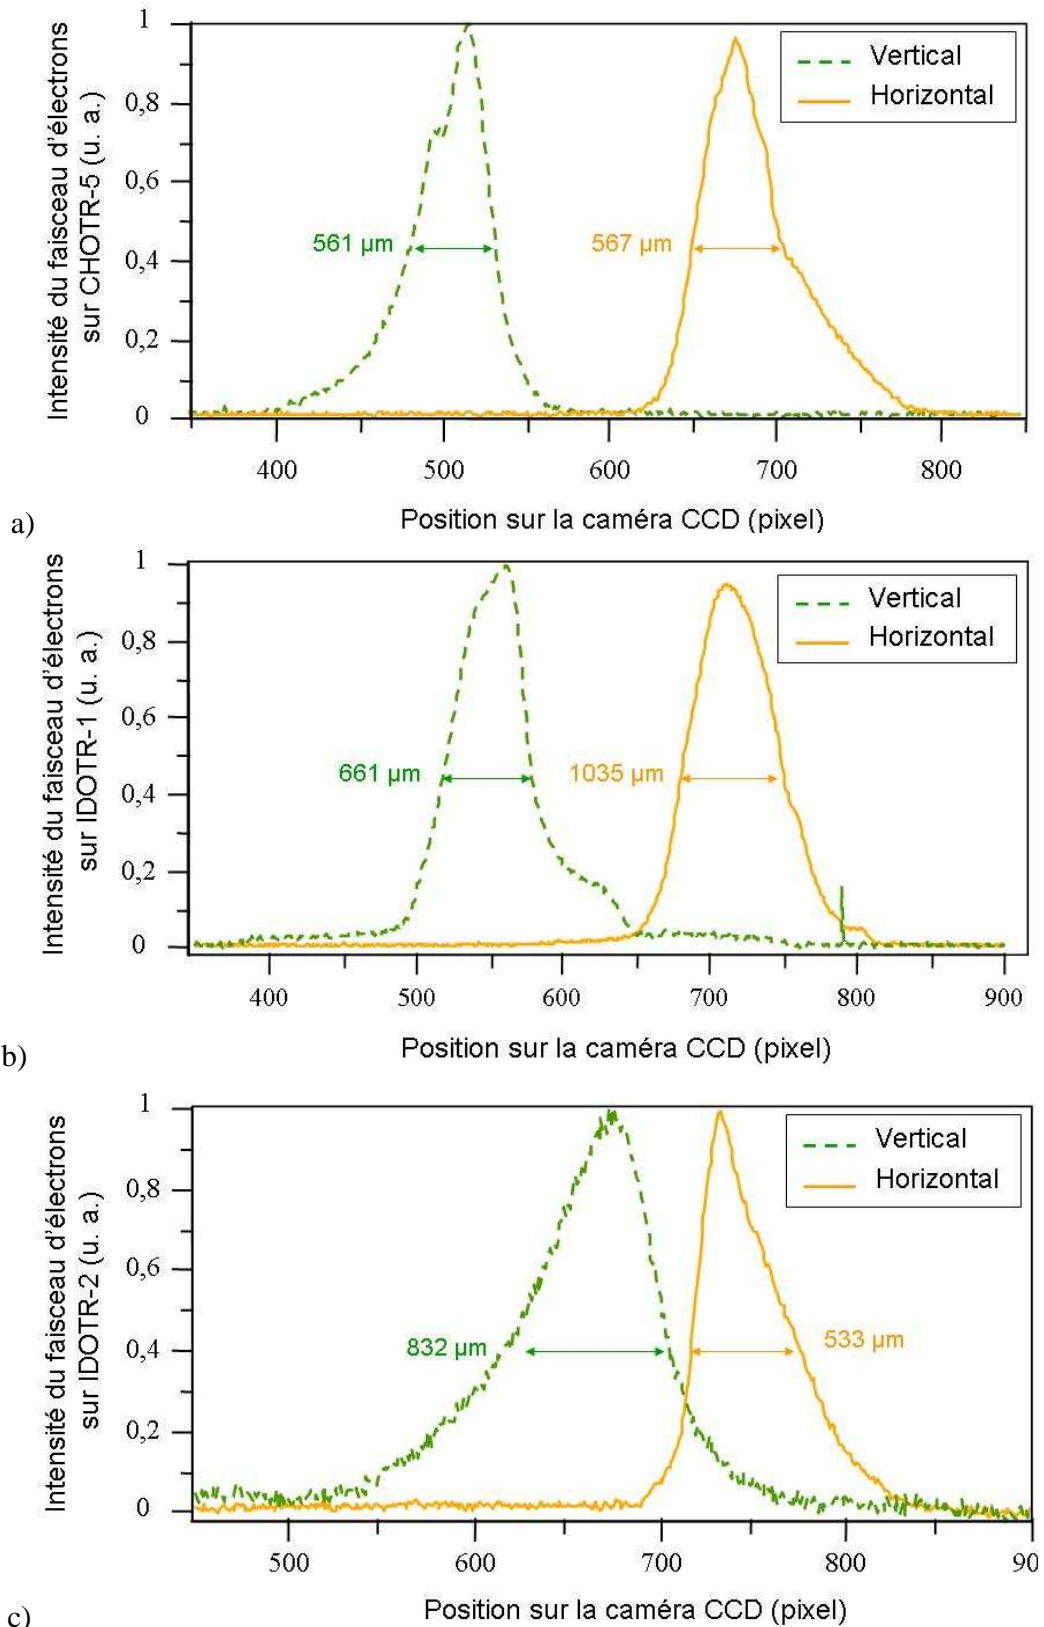 Intensité du faisceau d'électrons
sur CHOTR-5 (u. a.)
1
0,8
0,6
0,4
0,2
0
Vertical
Horizontal
561 µm
567 µm
400
500
600
700
800
Position sur la caméra CCD (pixel)
a)
Intensité du faisceau d'électrons
sur IDOTR-1 (u. a.)
1
0,8
0,6
0,4
0,2
0
Vertical
Horizontal
661 µm
1035 µm
400
500
600
700
800
900
Position sur la caméra CCD (pixel)
b)
Intensité du faisceau d'électrons
sur IDOTR-2 (u. a.)
1
0,8
0,6
0,4
0,2
0
Vertical
Horizontal
832 µm
533 µm
500
600
700
800
90
Position sur la caméra CCD (pixel)
c)